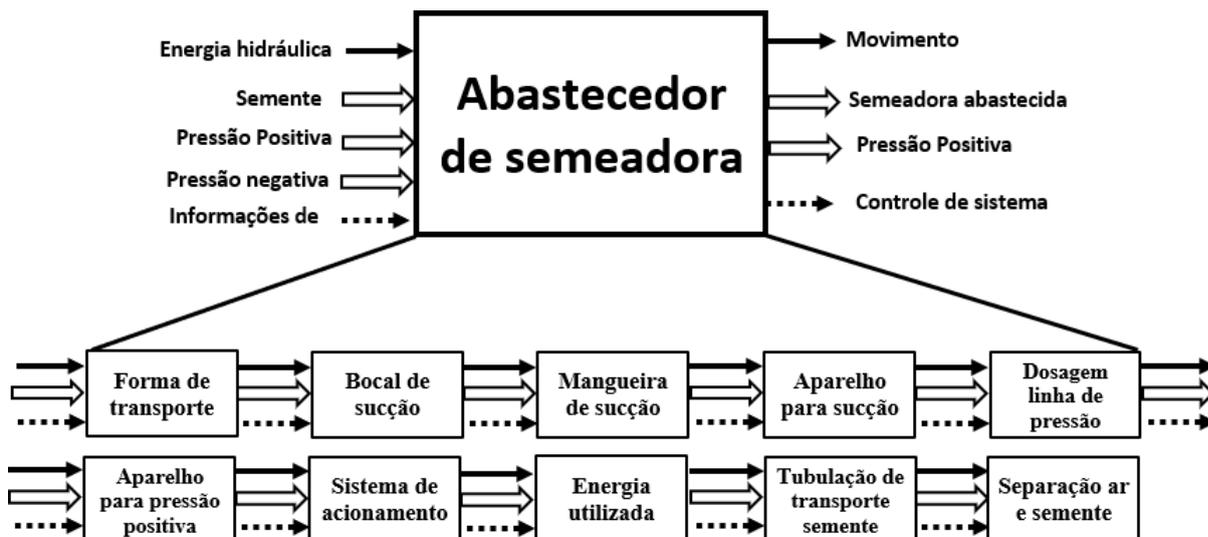 Energia hidráulica
Semente
Pressão Positiva
Pressão negativa
Informações de
Abastecedor
de semeadora
Movimento
Semeadora abastecida
Pressão Positiva
Controle de sistema
Forma de
transporte
Bocal de
sucção
Mangueira
de sucção
Aparelho
para sucção
Dosagem
linha de
pressão
Aparelho
para pressão
positiva
Sistema de
acionamento
Energia
utilizada
Tubulação de
transporte
semente
Separação ar
e semente